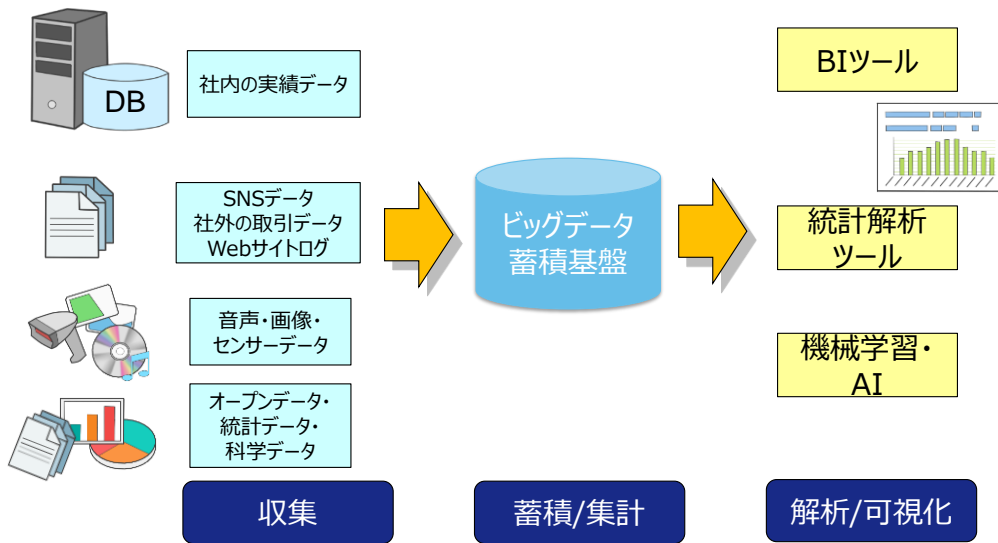 DB
社内の実績データ
SNSデータ
社外の取引データ
Webサイトログ
音声・画像・
センサーデータ
オープンデータ・
統計データ・
科学データ
収集
ビッグデータ
蓄積基盤
蓄積/集計
BIツール
統計解析
ツール
機械学習・
AI
解析/可視化